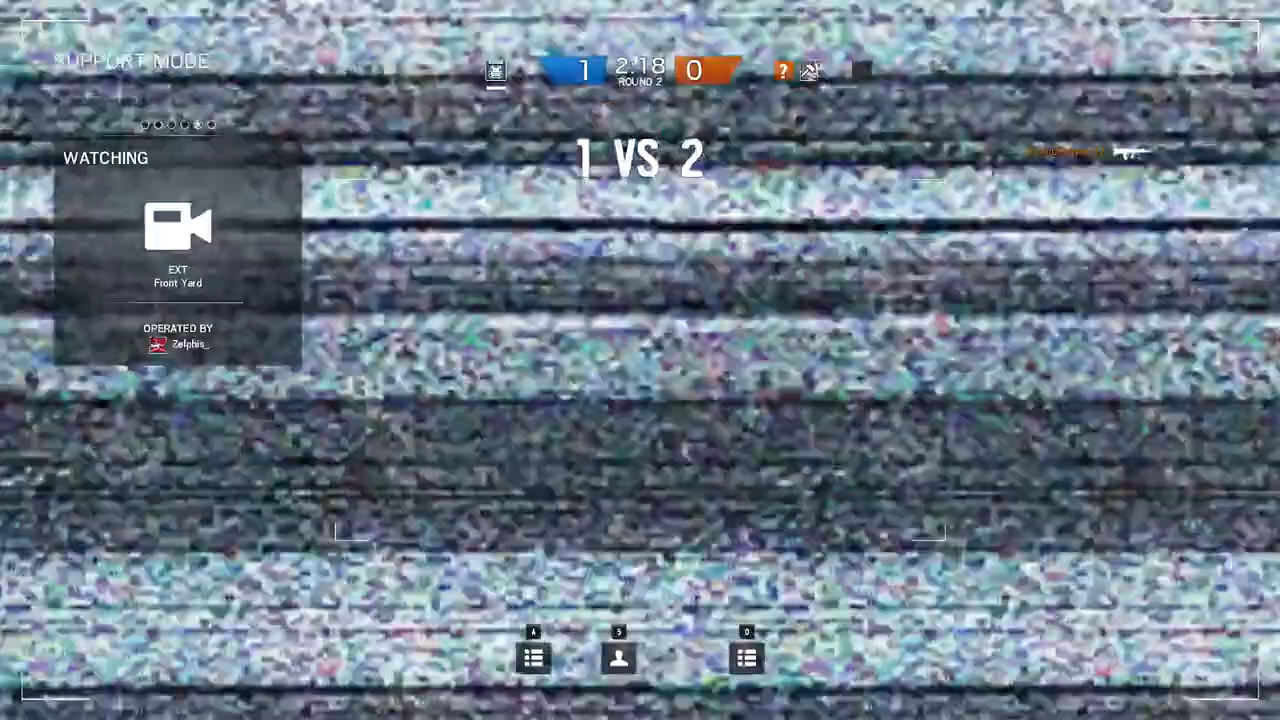 SUPPORT MODE
1 2:18 0 ?
ROUND 2
WATCHING
1 VS 2
EXT
Front Yard
OPERATED BY
Zelphis_
A S D